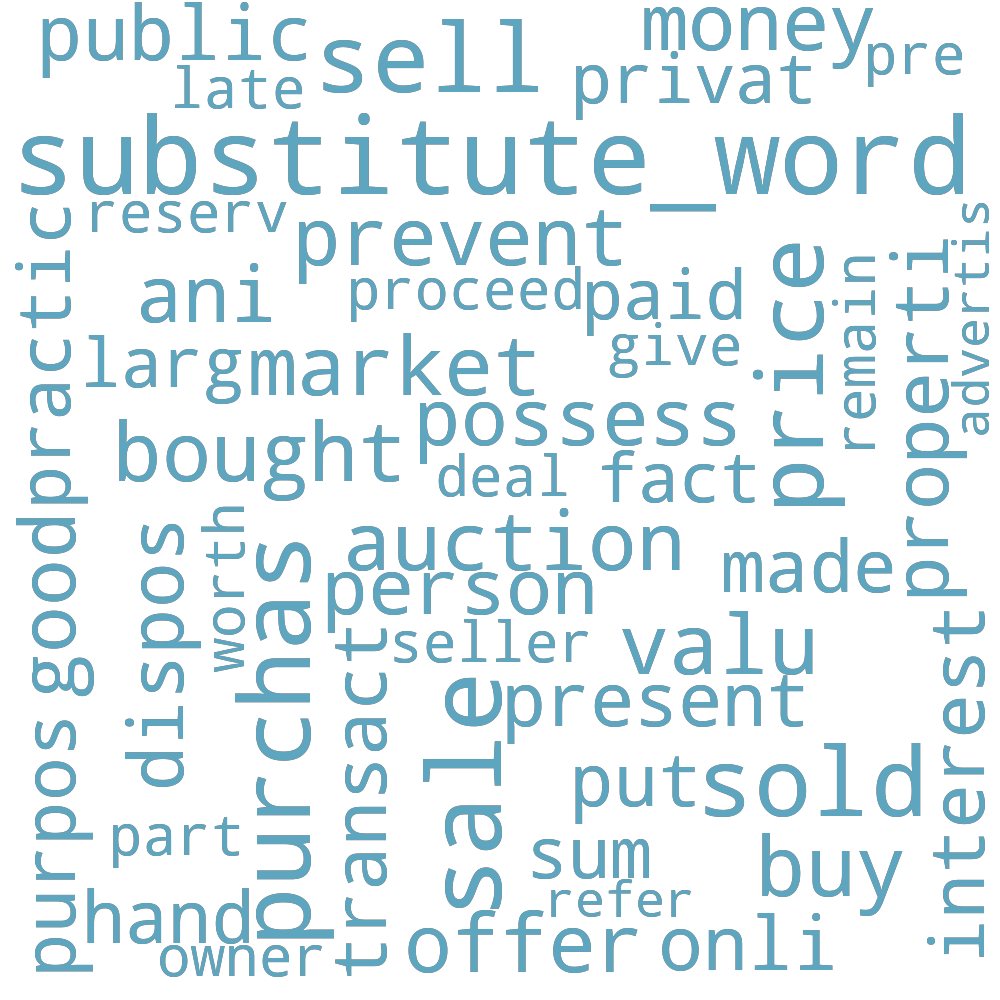 public
sell
money
pre
late
privat
substitute_word
reserv
prevent
practic
ani
proceed
paid
price
remain
properti
advertis
larg
market
give
possess
bought
deal
fact
good
dispos
worth
purchas
auction
made
person
seller
valu
transact
sale
present
interest
purpos
put
sold
part
sum
buy
hand
refer
owner
offer
onli